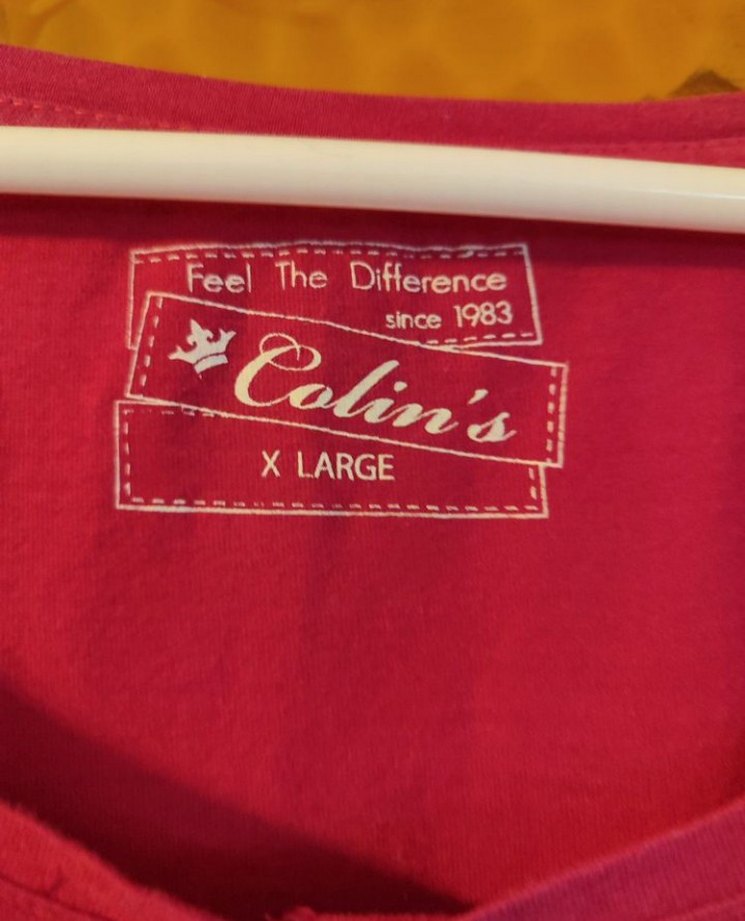 Feel The Difference
since 1983
Colin's
X LARGE